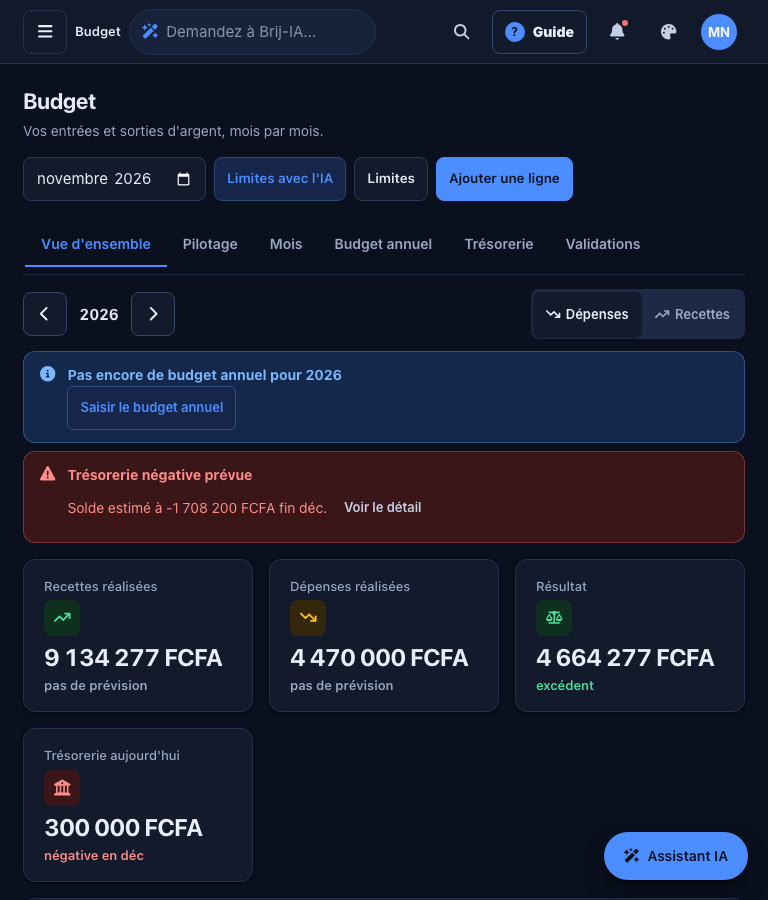 Budget
Demandez à Brij-IA...
? Guide
MN
Budget
Vos entrées et sorties d'argent, mois par mois.
novembre 2026
Limites avec l'IA
Limites
Ajouter une ligne
Vue d'ensemble
Pilotage
Mois
Budget annuel
Trésorerie
Validations
2026
Dépenses
Recettes
Pas encore de budget annuel pour 2026
Saisir le budget annuel
Trésorerie négative prévue
Solde estimé à -1 708 200 FCFA fin déc.
Voir le détail
Recettes réalisées
9 134 277 FCFA
pas de prévision
Dépenses réalisées
4 470 000 FCFA
pas de prévision
Résultat
4 664 277 FCFA
excédent
Trésorerie aujourd'hui
300 000 FCFA
négative en déc
Assistant IA